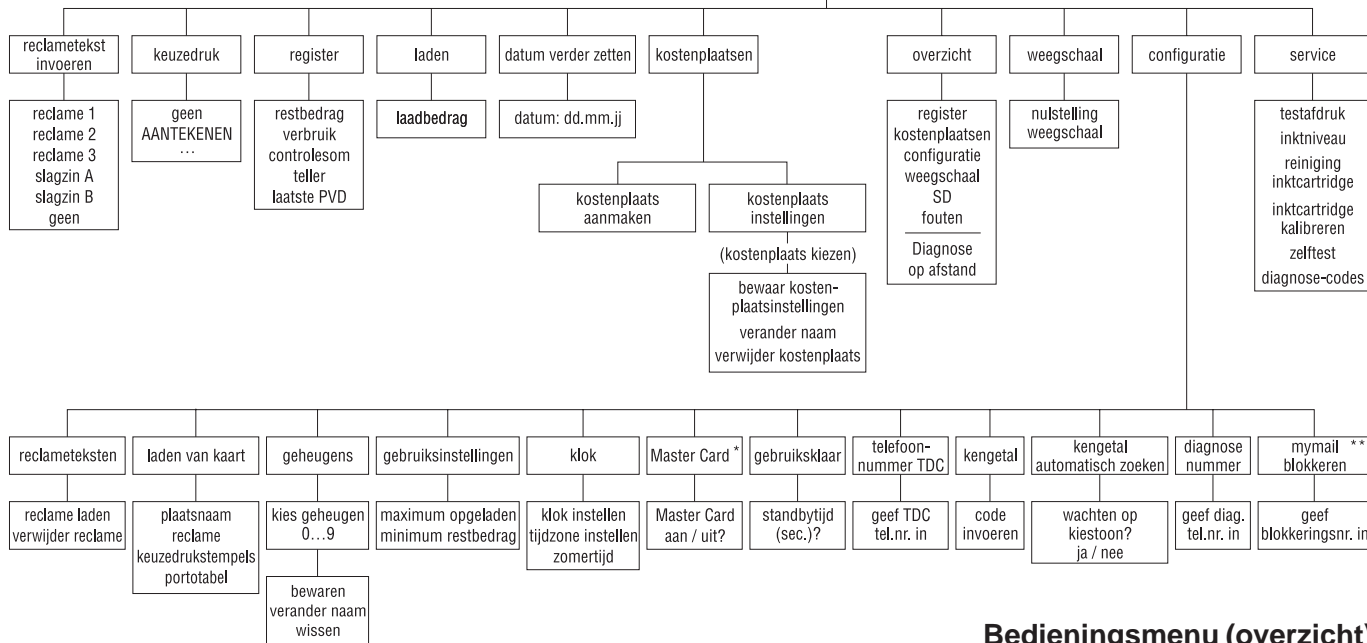 reclametekst
invoeren
keuzedruk
register
laden
datum verder zetten
kostenplaatsen
overzicht
weegschaal
configuratie
service
reclame 1
reclame 2
reclame 3
slagzin A
slagzin B
geen
geen
AANTEKENEN
...
restbedrag
verbruik
controlesom
teller
laatste PVD
laadbedrag
datum: dd.mm.jj
kostenplaats
aanmaken
kostenplaats
instellingen
(kostenplaats kiezen)
bewaar kosten-
plaatsinstellingen
verander naam
verwijder kostenplaats
register
kostenplaatsen
configuratie
weegschaal
SD
fouten
Diagnose
op afstand
nulstelling
weegschaal
testafdruk
inktniveau
reiniging
inktcartridge
inktcartridge
kalibreren
zelftest
diagnose-codes
reclameteksten
laden van kaart
geheugens
gebruiksinstellingen
klok
Master Card *
gebruiksklaar
telefoon-
nummer TDC
kengetal
kengetal
automatisch zoeken
diagnose
nummer
mymail **
blokkeren
reclame laden
verwijder reclame
plaatsnaam
reclame
keuzedrukstempels
portotabel
kies geheugen
0...9
bewaren
verander naam
wissen
maximum opgeladen
minimum restbedrag
klok instellen
tijdzone instellen
zomertijd
Master Card
aan / uit?
standbytijd
(sec.)?
geef TDC
tel.nr. in
code
invoeren
wachten op
kiestoon?
ja / nee
geef diag.
tel.nr. in
geef
blokkeringsnr. in
Bedieningsmenu (overzicht)